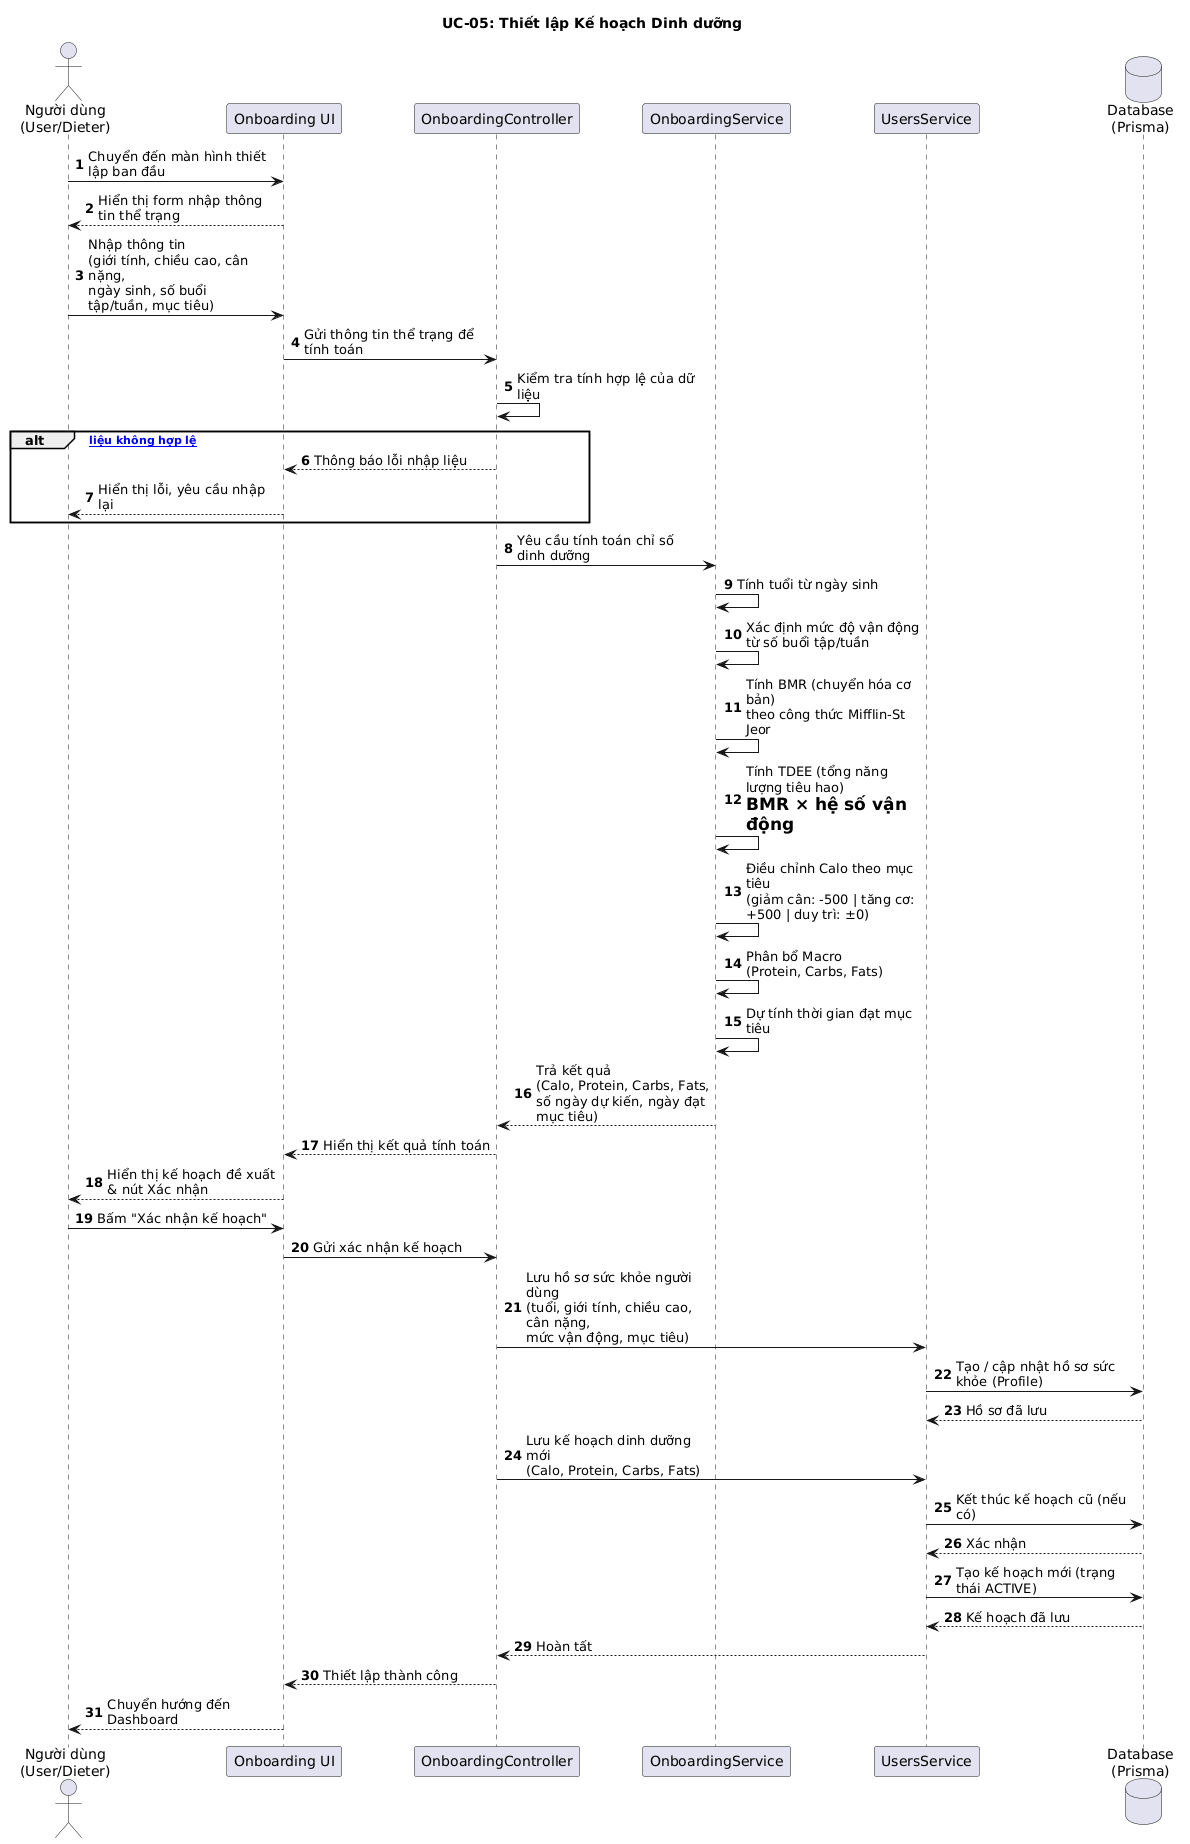 UC-05: Thiết lập Kế hoạch Dinh dưỡng
Người dùng
(User/Dieter)
Onboarding UI
OnboardingController
OnboardingService
UsersService
Database
(Prisma)
1 Chuyển đến màn hình thiết
lập ban đầu
2 Hiển thị form nhập thông
tin thể trạng
3 Nhập thông tin
(giới tính, chiều cao, cân
nặng,
ngày sinh, số buổi
tập/tuần, mục tiêu)
4 Gửi thông tin thể trạng để
tính toán
5 Kiểm tra tính hợp lệ của dữ
liệu
alt liệu không hợp lệ
6 Thông báo lỗi nhập liệu
7 Hiển thị lỗi, yêu cầu nhập
lại
8 Yêu cầu tính toán chỉ số
dinh dưỡng
9 Tính tuổi từ ngày sinh
10 Xác định mức độ vận động
từ số buổi tập/tuần
11 Tính BMR (chuyển hóa cơ
bản)
theo công thức Mifflin-St
Jeor
12 Tính TDEE (tổng năng
lượng tiêu hao)
BMR × hệ số vận
động
13 Điều chỉnh Calo theo mục
tiêu
(giảm cân: -500 | tăng cơ:
+500 | duy trì: ±0)
14 Phân bổ Macro
(Protein, Carbs, Fats)
15 Dự tính thời gian đạt mục
tiêu
16 Trả kết quả
(Calo, Protein, Carbs, Fats,
số ngày dự kiến, ngày đạt
mục tiêu)
17 Hiển thị kết quả tính toán
18 Hiển thị kế hoạch đề xuất
& nút Xác nhận
19 Bấm "Xác nhận kế hoạch"
20 Gửi xác nhận kế hoạch
21 Lưu hồ sơ sức khỏe người
dùng
(tuổi, giới tính, chiều cao,
cân nặng,
mức vận động, mục tiêu)
22 Tạo / cập nhật hồ sơ sức
khỏe (Profile)
23 Hồ sơ đã lưu
24 Lưu kế hoạch dinh dưỡng
mới
(Calo, Protein, Carbs, Fats)
25 Kết thúc kế hoạch cũ (nếu
có)
26 Xác nhận
27 Tạo kế hoạch mới (trạng
thái ACTIVE)
28 Kế hoạch đã lưu
29 Hoàn tất
30 Thiết lập thành công
31 Chuyển hướng đến
Dashboard
Người dùng
(User/Dieter)
Onboarding UI
OnboardingController
OnboardingService
UsersService
Database
(Prisma)